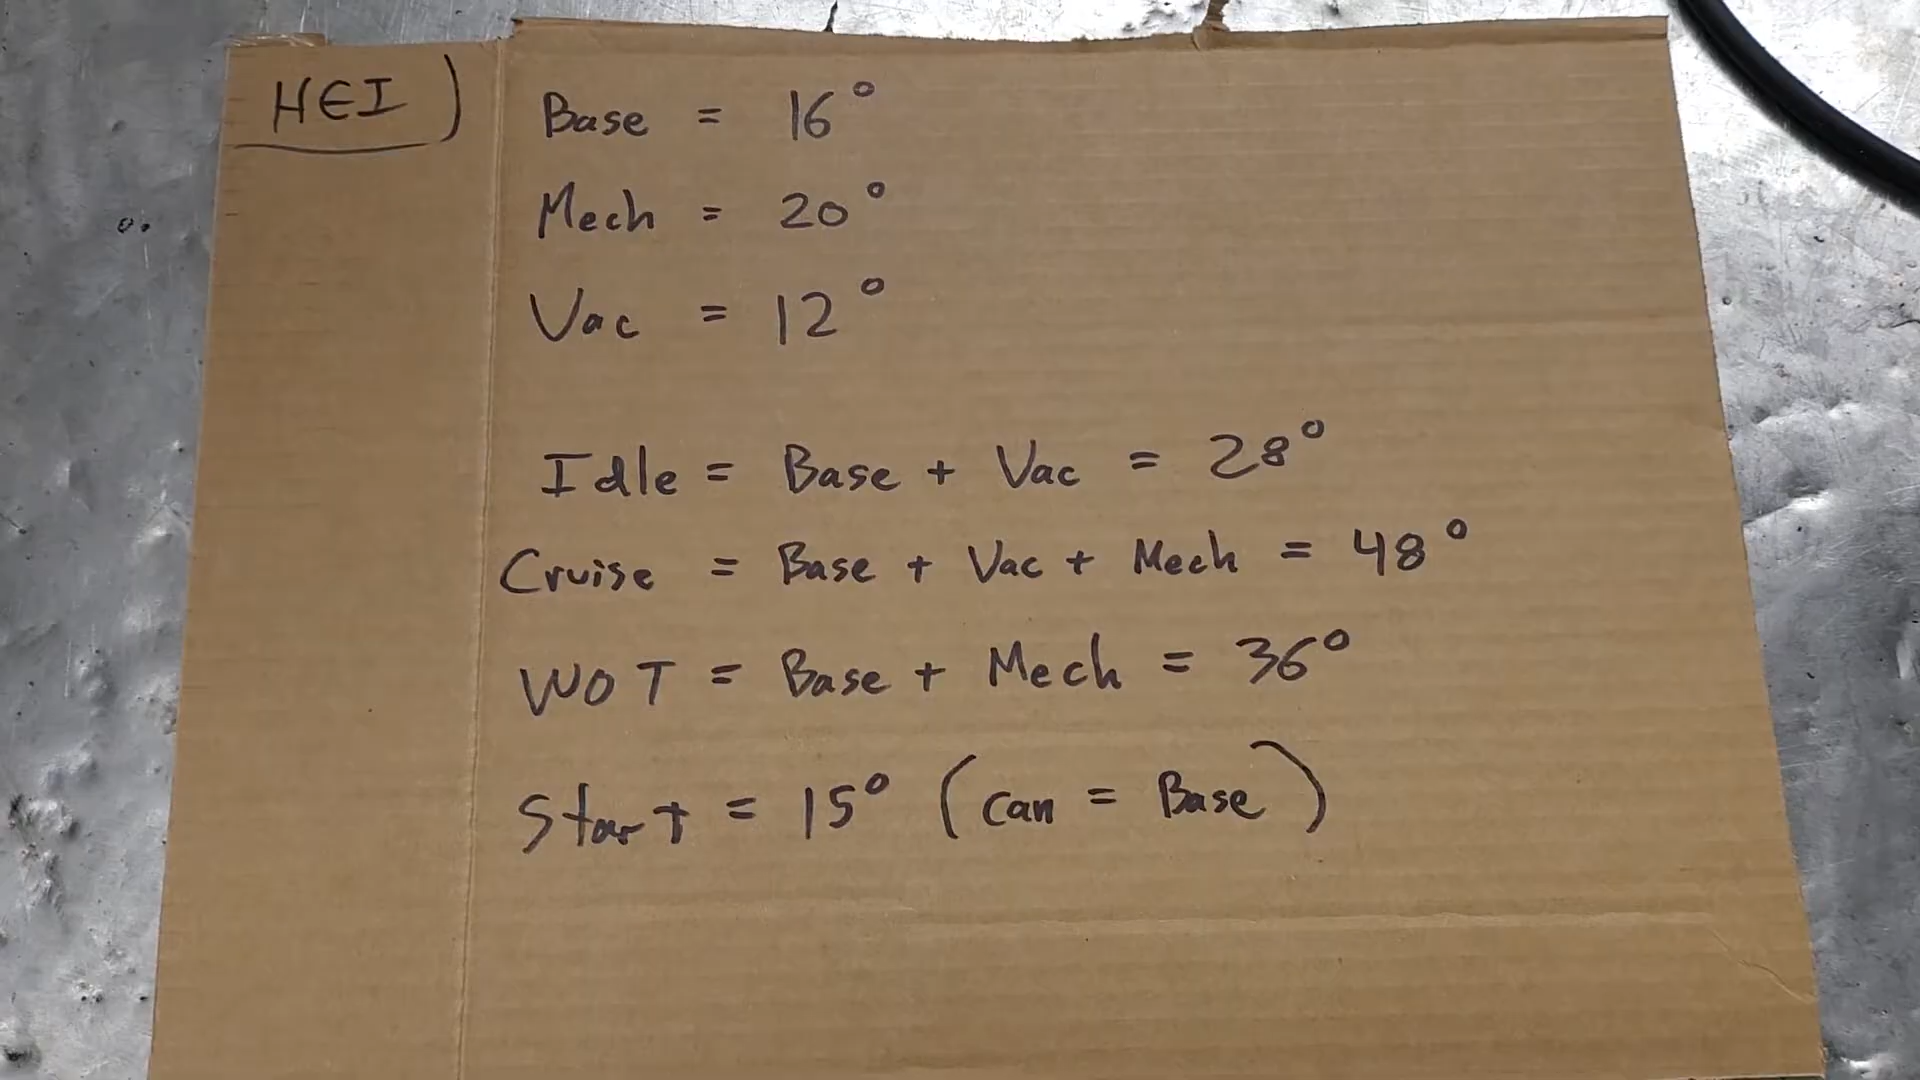 HEI)
Base = 16°
Mech = 20°
Vac = 12°
Idle = Base + Vac = 28°
Cruise = Base + Vac + Mech = 48°
WOT = Base + Mech = 36°
Start = 15° (can = Base)